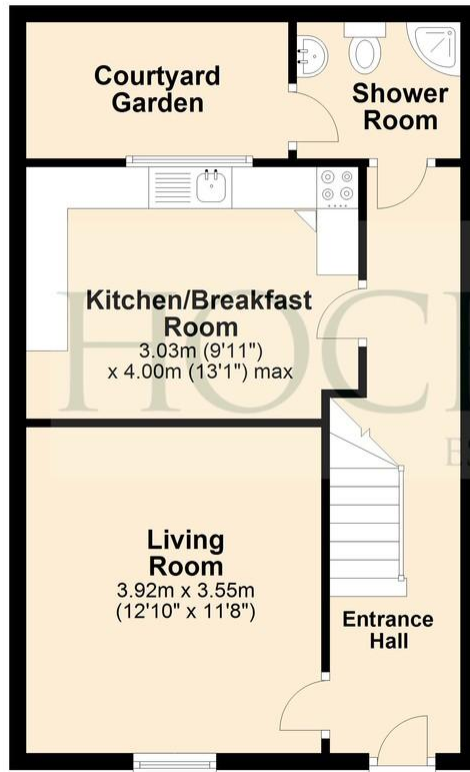 Courtyard
Garden
Shower
Room
Kitchen/Breakfast
Room
3.03m (9'11")
x 4.00m (13'1") max
HOC
E
Living
Room
3.92m x 3.55m
(12'10" x 11'8")
Entrance
Hall